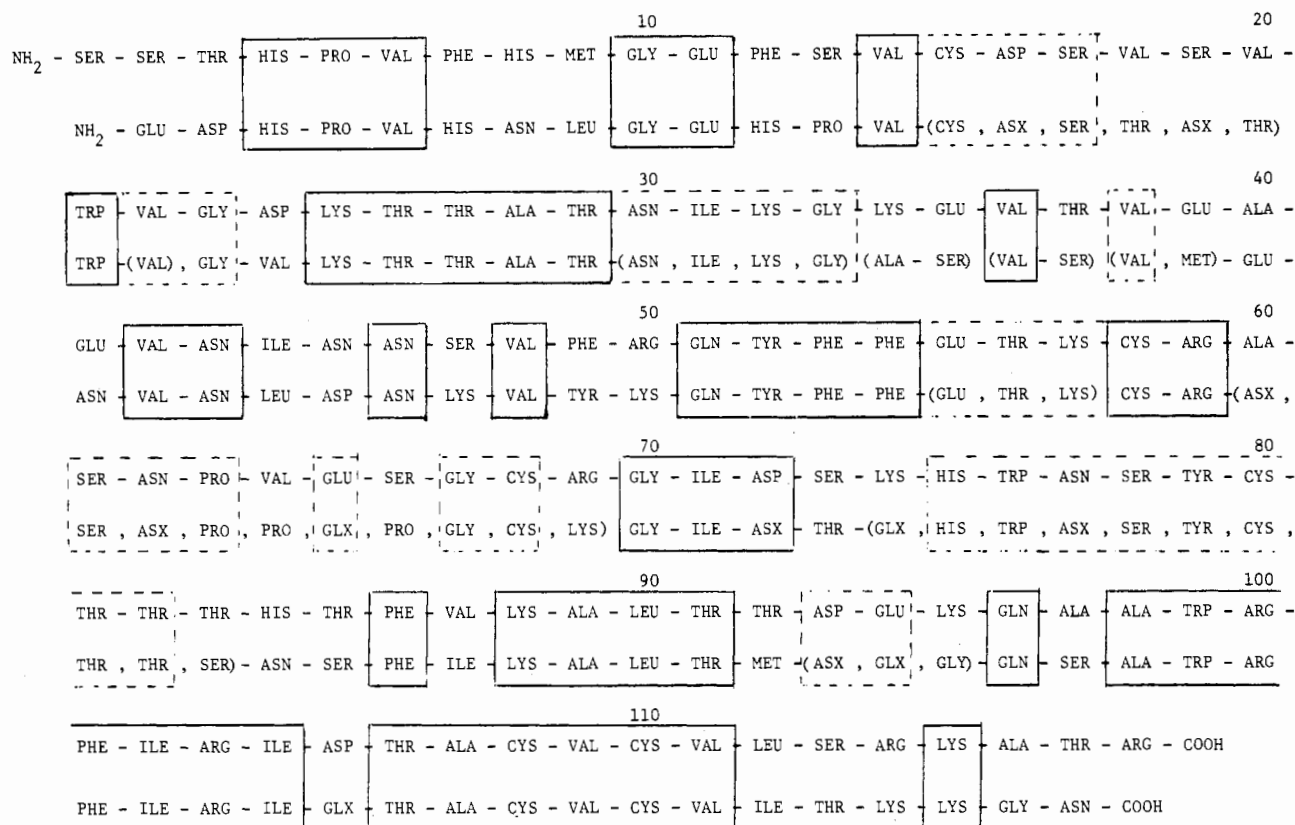 10 20
NH2 - SER - SER - THR - HIS - PRO - VAL - PHE - HIS - MET - GLY - GLU - PHE - SER - VAL - CYS - ASP - SER - VAL - SER - VAL -
NH2 - GLU - ASP - HIS - PRO - VAL - HIS - ASN - LEU - GLY - GLU - HIS - PRO - VAL - (CYS , ASX , SER , THR , ASX , THR)
30 40
TRP - VAL - GLY - ASP - LYS - THR - THR - ALA - THR - ASN - ILE - LYS - GLY - LYS - GLU - VAL - THR - VAL - GLU - ALA -
TRP - (VAL) , GLY - VAL - LYS - THR - THR - ALA - THR - (ASN , ILE , LYS , GLY) (ALA - SER) (VAL - SER) (VAL , MET) - GLU -
50 60
GLU - VAL - ASN - ILE - ASN - ASN - SER - VAL - PHE - ARG - GLN - TYR - PHE - PHE - GLU - THR - LYS - CYS - ARG - ALA -
ASN - VAL - ASN - LEU - ASP - ASN - LYS - VAL - TYR - LYS - GLN - TYR - PHE - PHE - (GLU , THR , LYS) CYS - ARG - (ASX ,
70 80
SER - ASN - PRO - VAL - GLU - SER - GLY - CYS - ARG - GLY - ILE - ASP - SER - LYS - HIS - TRP - ASN - SER - TYR - CYS -
SER , ASX , PRO , PRO , GLX , PRO , GLY , CYS , LYS) GLY - ILE - ASX - THR - (GLX , HIS , TRP , ASX , SER , TYR , CYS ,
90 100
THR - THR - THR - HIS - THR - PHE - VAL - LYS - ALA - LEU - THR - THR - ASP - GLU - LYS - GLN - ALA - ALA - TRP - ARG -
THR , THR , SER) - ASN - SER - PHE - ILE - LYS - ALA - LEU - THR - MET - (ASX , GLX , GLY) - GLN - SER - ALA - TRP - ARG
110
PHE - ILE - ARG - ILE - ASP - THR - ALA - CYS - VAL - CYS - VAL - LEU - SER - ARG - LYS - ALA - THR - ARG - COOH
PHE - ILE - ARG - ILE - GLX - THR - ALA - CYS - VAL - CYS - VAL - ILE - THR - LYS - LYS - GLY - ASN - COOH